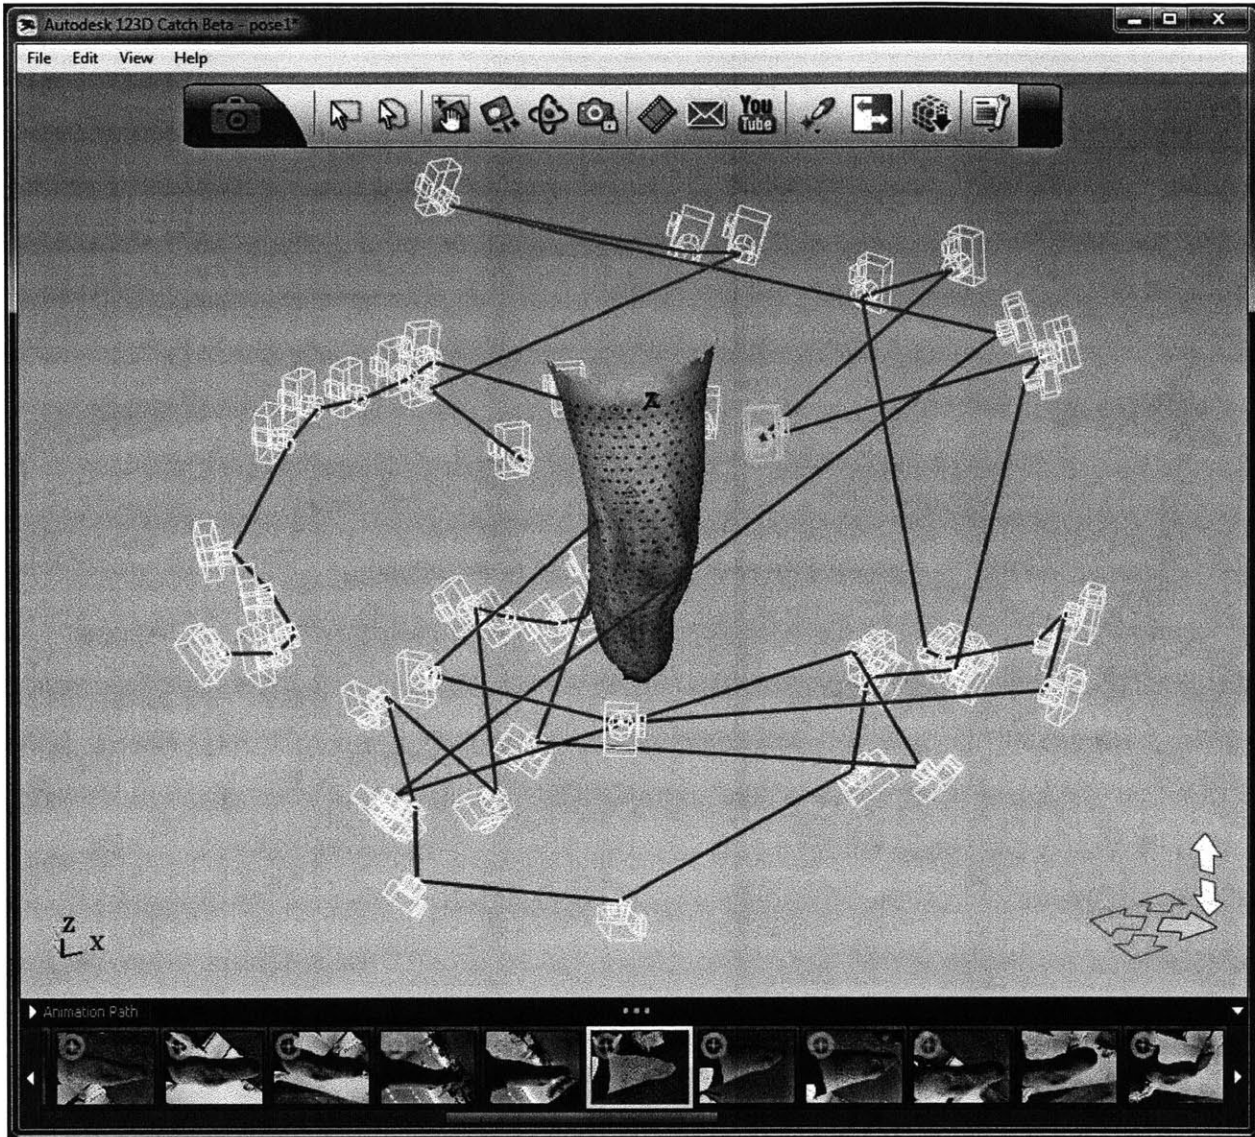 Autodesk 123D Catch Beta - pose1*
File Edit View Help
You
Tube
Z
Z
X
Animation Path